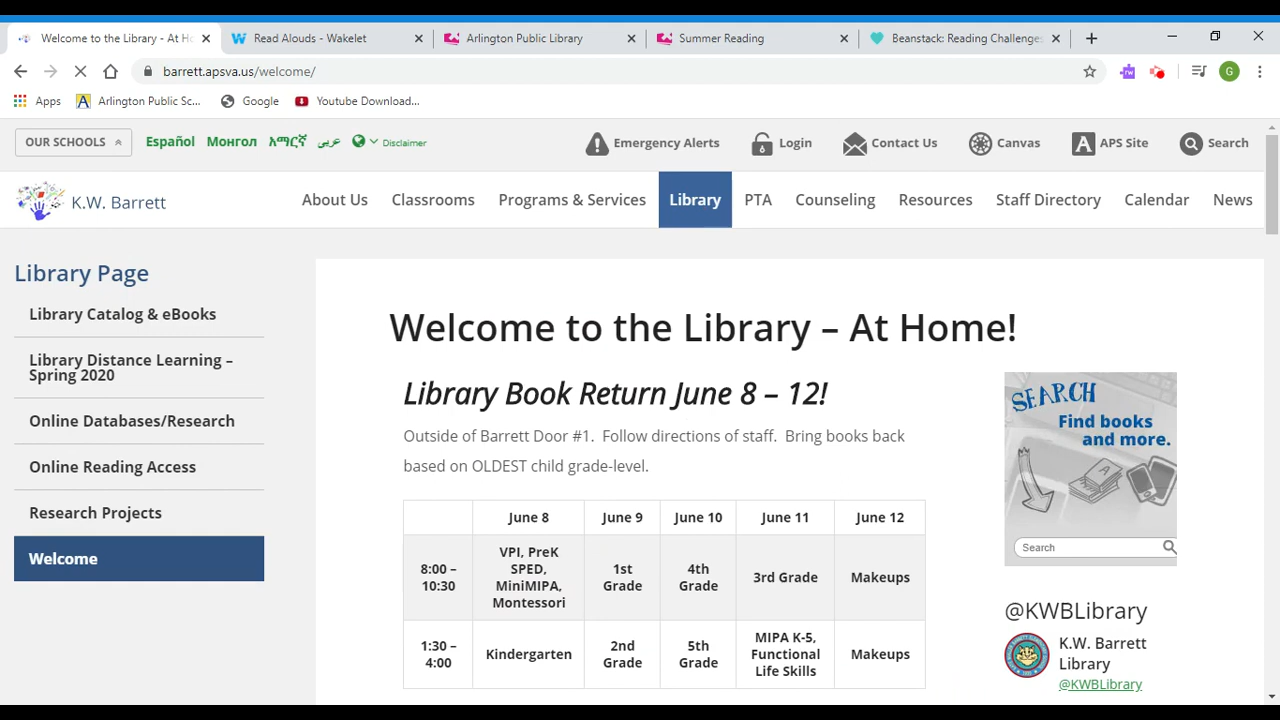 Welcome to the Library - At Ho
Read Alouds - Wakelet
Arlington Public Library
Summer Reading
Beanstack: Reading Challenges
barrett.apsva.us/welcome/
G
Apps
Arlington Public Sc...
Google
Youtube Download...
OUR SCHOOLS
Español
Монгол
አማርኛ
عربى
Disclaimer
Emergency Alerts
Login
Contact Us
Canvas
A APS Site
Search
K.W. Barrett
About Us
Classrooms
Programs & Services
Library
PTA
Counseling
Resources
Staff Directory
Calendar
News
Library Page
Library Catalog & eBooks
Library Distance Learning –
Spring 2020
Online Databases/Research
Online Reading Access
Research Projects
Welcome
Welcome to the Library – At Home!
Library Book Return June 8 – 12!
Outside of Barrett Door #1. Follow directions of staff. Bring books back
based on OLDEST child grade-level.
June 8 June 9 June 10 June 11 June 12
8:00 –
10:30
VPI, PreK
SPED,
MiniMIPA,
Montessori
1st
Grade
4th
Grade
3rd Grade
Makeups
1:30 –
4:00
Kindergarten
2nd
Grade
5th
Grade
MIPA K-5,
Functional
Life Skills
Makeups
SEARCH
Find books
and more.
Search
@KWBLibrary
K.W. Barrett
Library
@KWBLibrary